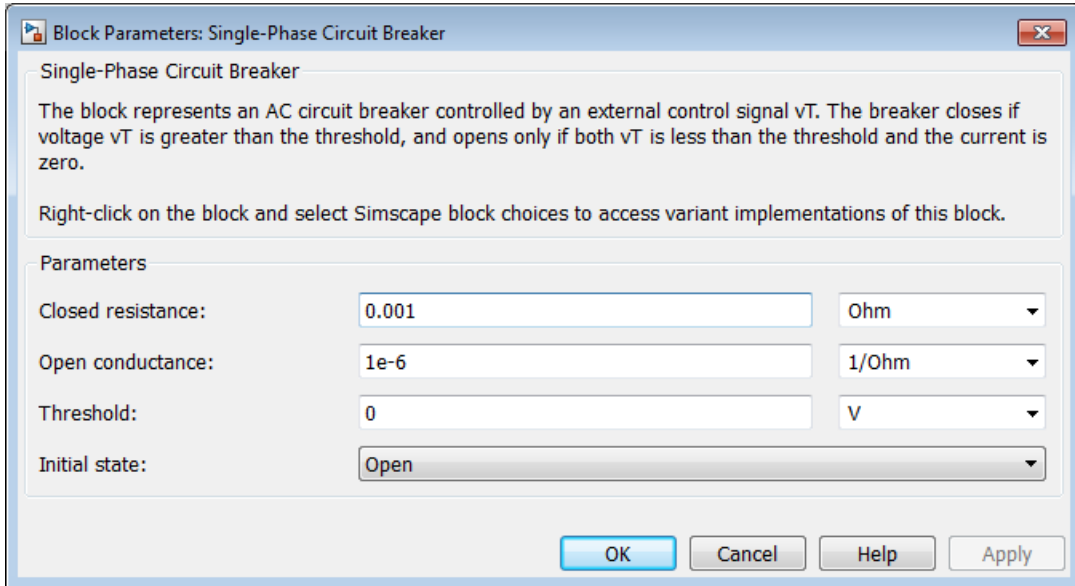 Block Parameters: Single-Phase Circuit Breaker
Single-Phase Circuit Breaker
The block represents an AC circuit breaker controlled by an external control signal vT. The breaker closes if
voltage vT is greater than the threshold, and opens only if both vT is less than the threshold and the current is
zero.
Right-click on the block and select Simscape block choices to access variant implementations of this block.
Parameters
Closed resistance: 0.001 Ohm
Open conductance: 1e-6 1/Ohm
Threshold: 0 V
Initial state: Open
OK Cancel Help Apply